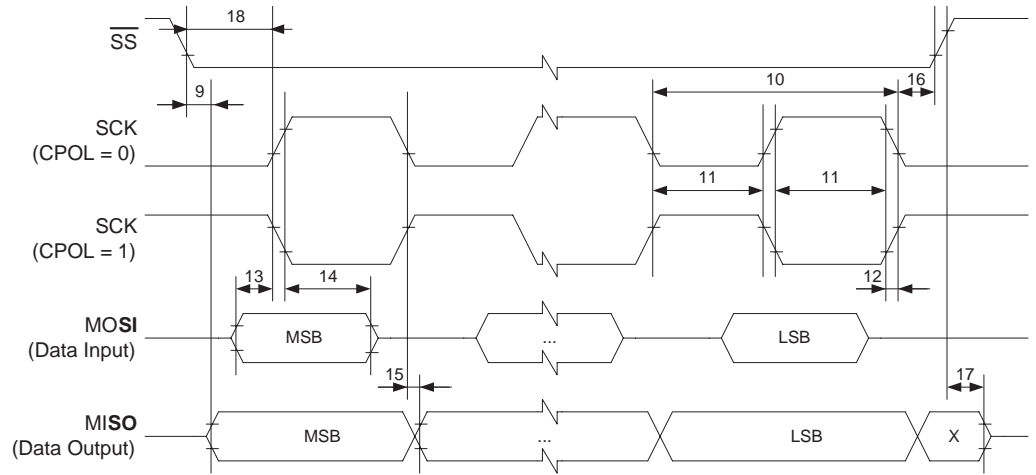 18
SS
10
9
16
SCK
(CPOL = 0)
11
11
SCK
(CPOL = 1)
13
14
12
MOSI
(Data Input)
MSB
...
LSB
15
17
MISO
(Data Output)
MSB
...
LSB
X